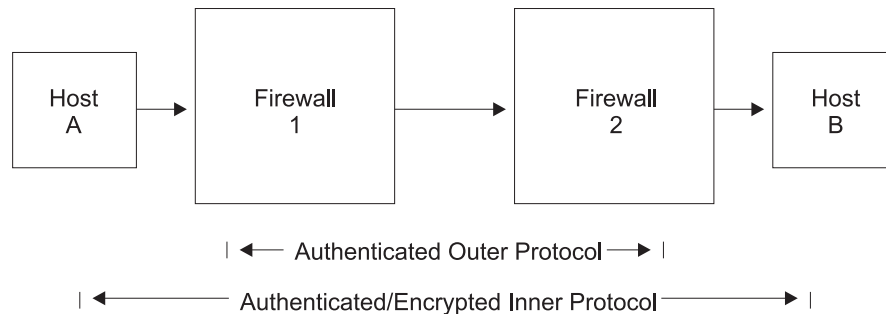 Host
A
Firewall
1
Firewall
2
Host
B
Authenticated Outer Protocol
Authenticated/Encrypted Inner Protocol